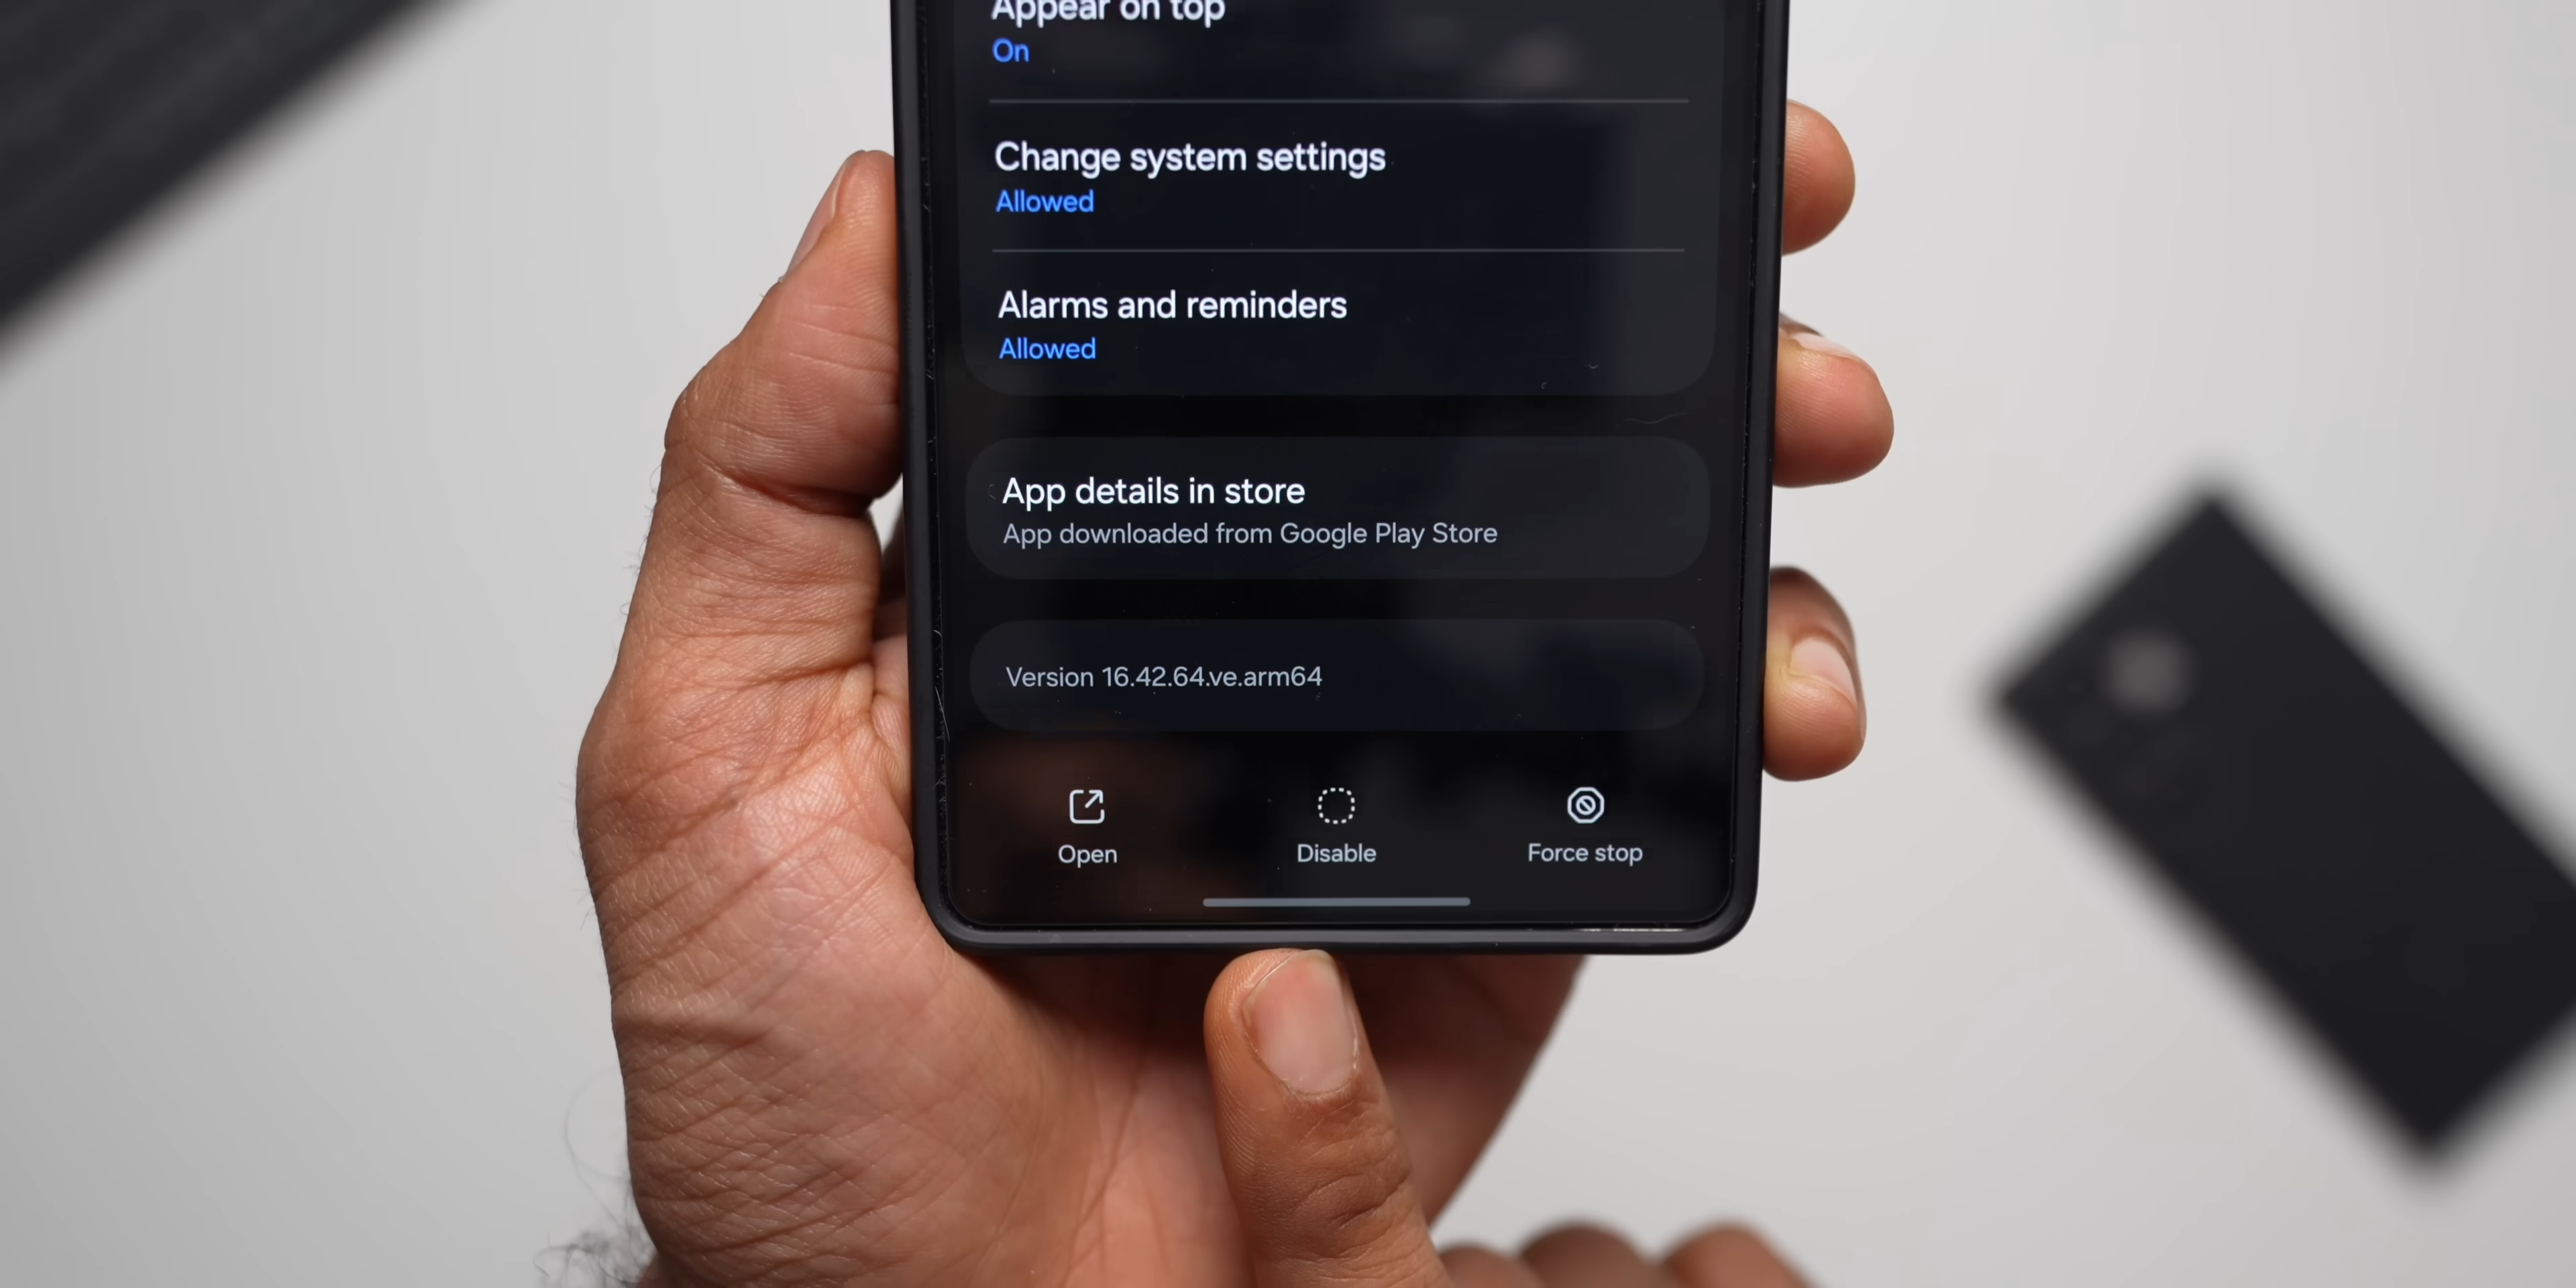 Appear on top
On
Change system settings
Allowed
Alarms and reminders
Allowed
App details in store
App downloaded from Google Play Store
Version 16.42.64.ve.arm64
Open
Disable
Force stop